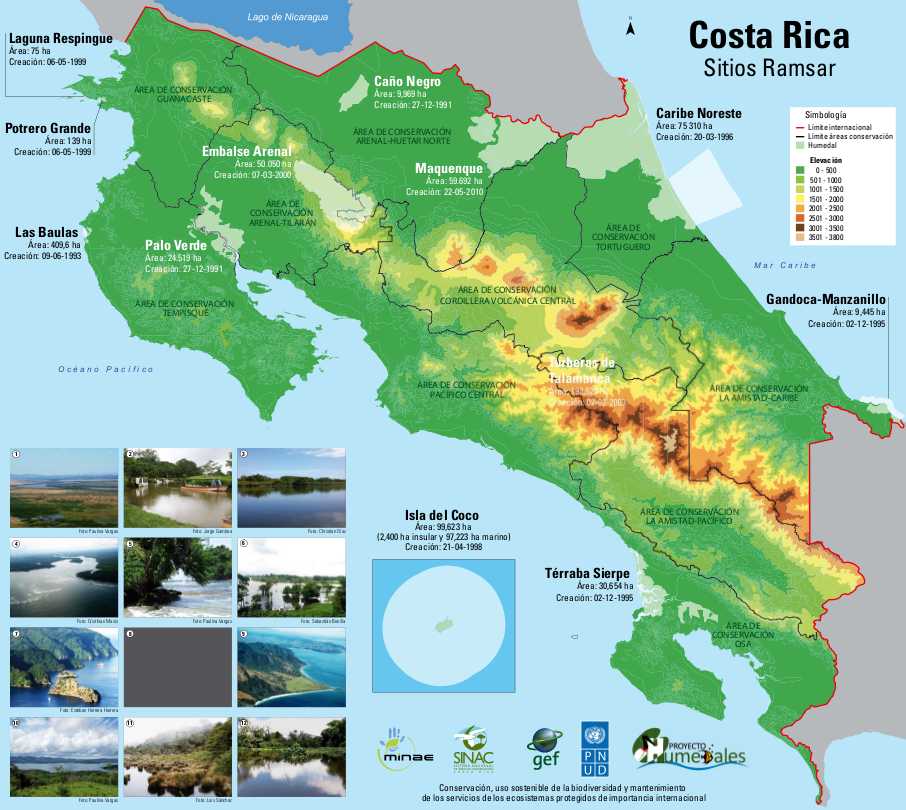 Lago de Nicaragua
N
Costa Rica
Sitios Ramsar
Laguna Respingue
Área: 75 ha
Creación: 06-05-1999
Potrero Grande
Área: 139 ha
Creación: 06-05-1999
Las Baulas
Área: 409,6 ha
Creación: 09-06-1993
ÁREA DE CONSERVACIÓN
GUANACASTE
Caño Negro
Área: 9,969 ha
Creación: 27-12-1991
ÁREA DE CONSERVACIÓN
ARENAL-HUETAR NORTE
Embalse Arenal
Área: 50.050 ha
Creación: 07-03-2000
Maquenque
Área: 59.692 ha
Creación: 22-05-2010
Caribe Noreste
Área: 75 310 ha
Creación: 20-03-1996
Simbología
Límite internacional
Límite áreas conservación
Humedal
Elevación
0 - 500
501 - 1000
1001 - 1500
1501 - 2000
2001 - 2500
2501 - 3000
3001 - 3500
3501 - 3800
ÁREA DE
CONSERVACIÓN
ARENAL-TILARÁN
Palo Verde
Área: 24.519 ha
Creación: 27-12-1991
ÁREA DE CONSERVACIÓN
TEMPISQUE
ÁREA DE
CONSERVACIÓN
TORTUGUERO
Mar Caribe
ÁREA DE CONSERVACIÓN
CORDILLERA VOLCÁNICA CENTRAL
Gandoca-Manzanillo
Área: 9,445 ha
Creación: 02-12-1995
Océano Pacífico
Turberas de
Talamanca
Área: 192,520 ha
Creación: 02-02-2003
ÁREA DE CONSERVACIÓN
PACÍFICO CENTRAL
ÁREA DE CONSERVACIÓN
LA AMISTAD-CARIBE
ÁREA DE CONSERVACIÓN
LA AMISTAD-PACÍFICO
Isla del Coco
Área: 99,623 ha
(2,400 ha insular y 97,223 ha marino)
Creación: 21-04-1998
Térraba Sierpe
Área: 30,654 ha
Creación: 02-12-1995
ÁREA DE
CONSERVACIÓN
OSA
1
2
3
Foto: Paulina Vargas
Foto: Jorge Gamboa
Foto: Christian Díaz
4
5
6
Foto: Cristhian Marín
Foto: Paulina Vargas
Foto: Sebastián Bonilla
7
8
9
Foto: Esteban Herrera Herrera
10
11
12
Foto: Paulina Vargas
Foto: Luis Sánchez
minae
SINAC
COSTA RICA
gef
PNUD
PROYECTO
Humedales
Conservación, uso sostenible de la biodiversidad y mantenimiento
de los servicios de los ecosistemas protegidos de importancia internacional